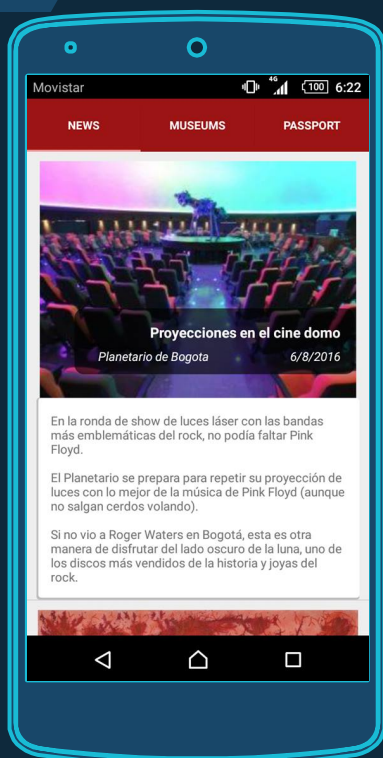 Movistar 4G 100 6:22
NEWS MUSEUMS PASSPORT
Proyecciones en el cine domo
Planetario de Bogota 6/8/2016
En la ronda de show de luces láser con las bandas
más emblemáticas del rock, no podía faltar Pink
Floyd.
El Planetario se prepara para repetir su proyección de
luces con lo mejor de la música de Pink Floyd (aunque
no salgan cerdos volando).
Si no vio a Roger Waters en Bogotá, esta es otra
manera de disfrutar del lado oscuro de la luna, uno de
los discos más vendidos de la historia y joyas del
rock.